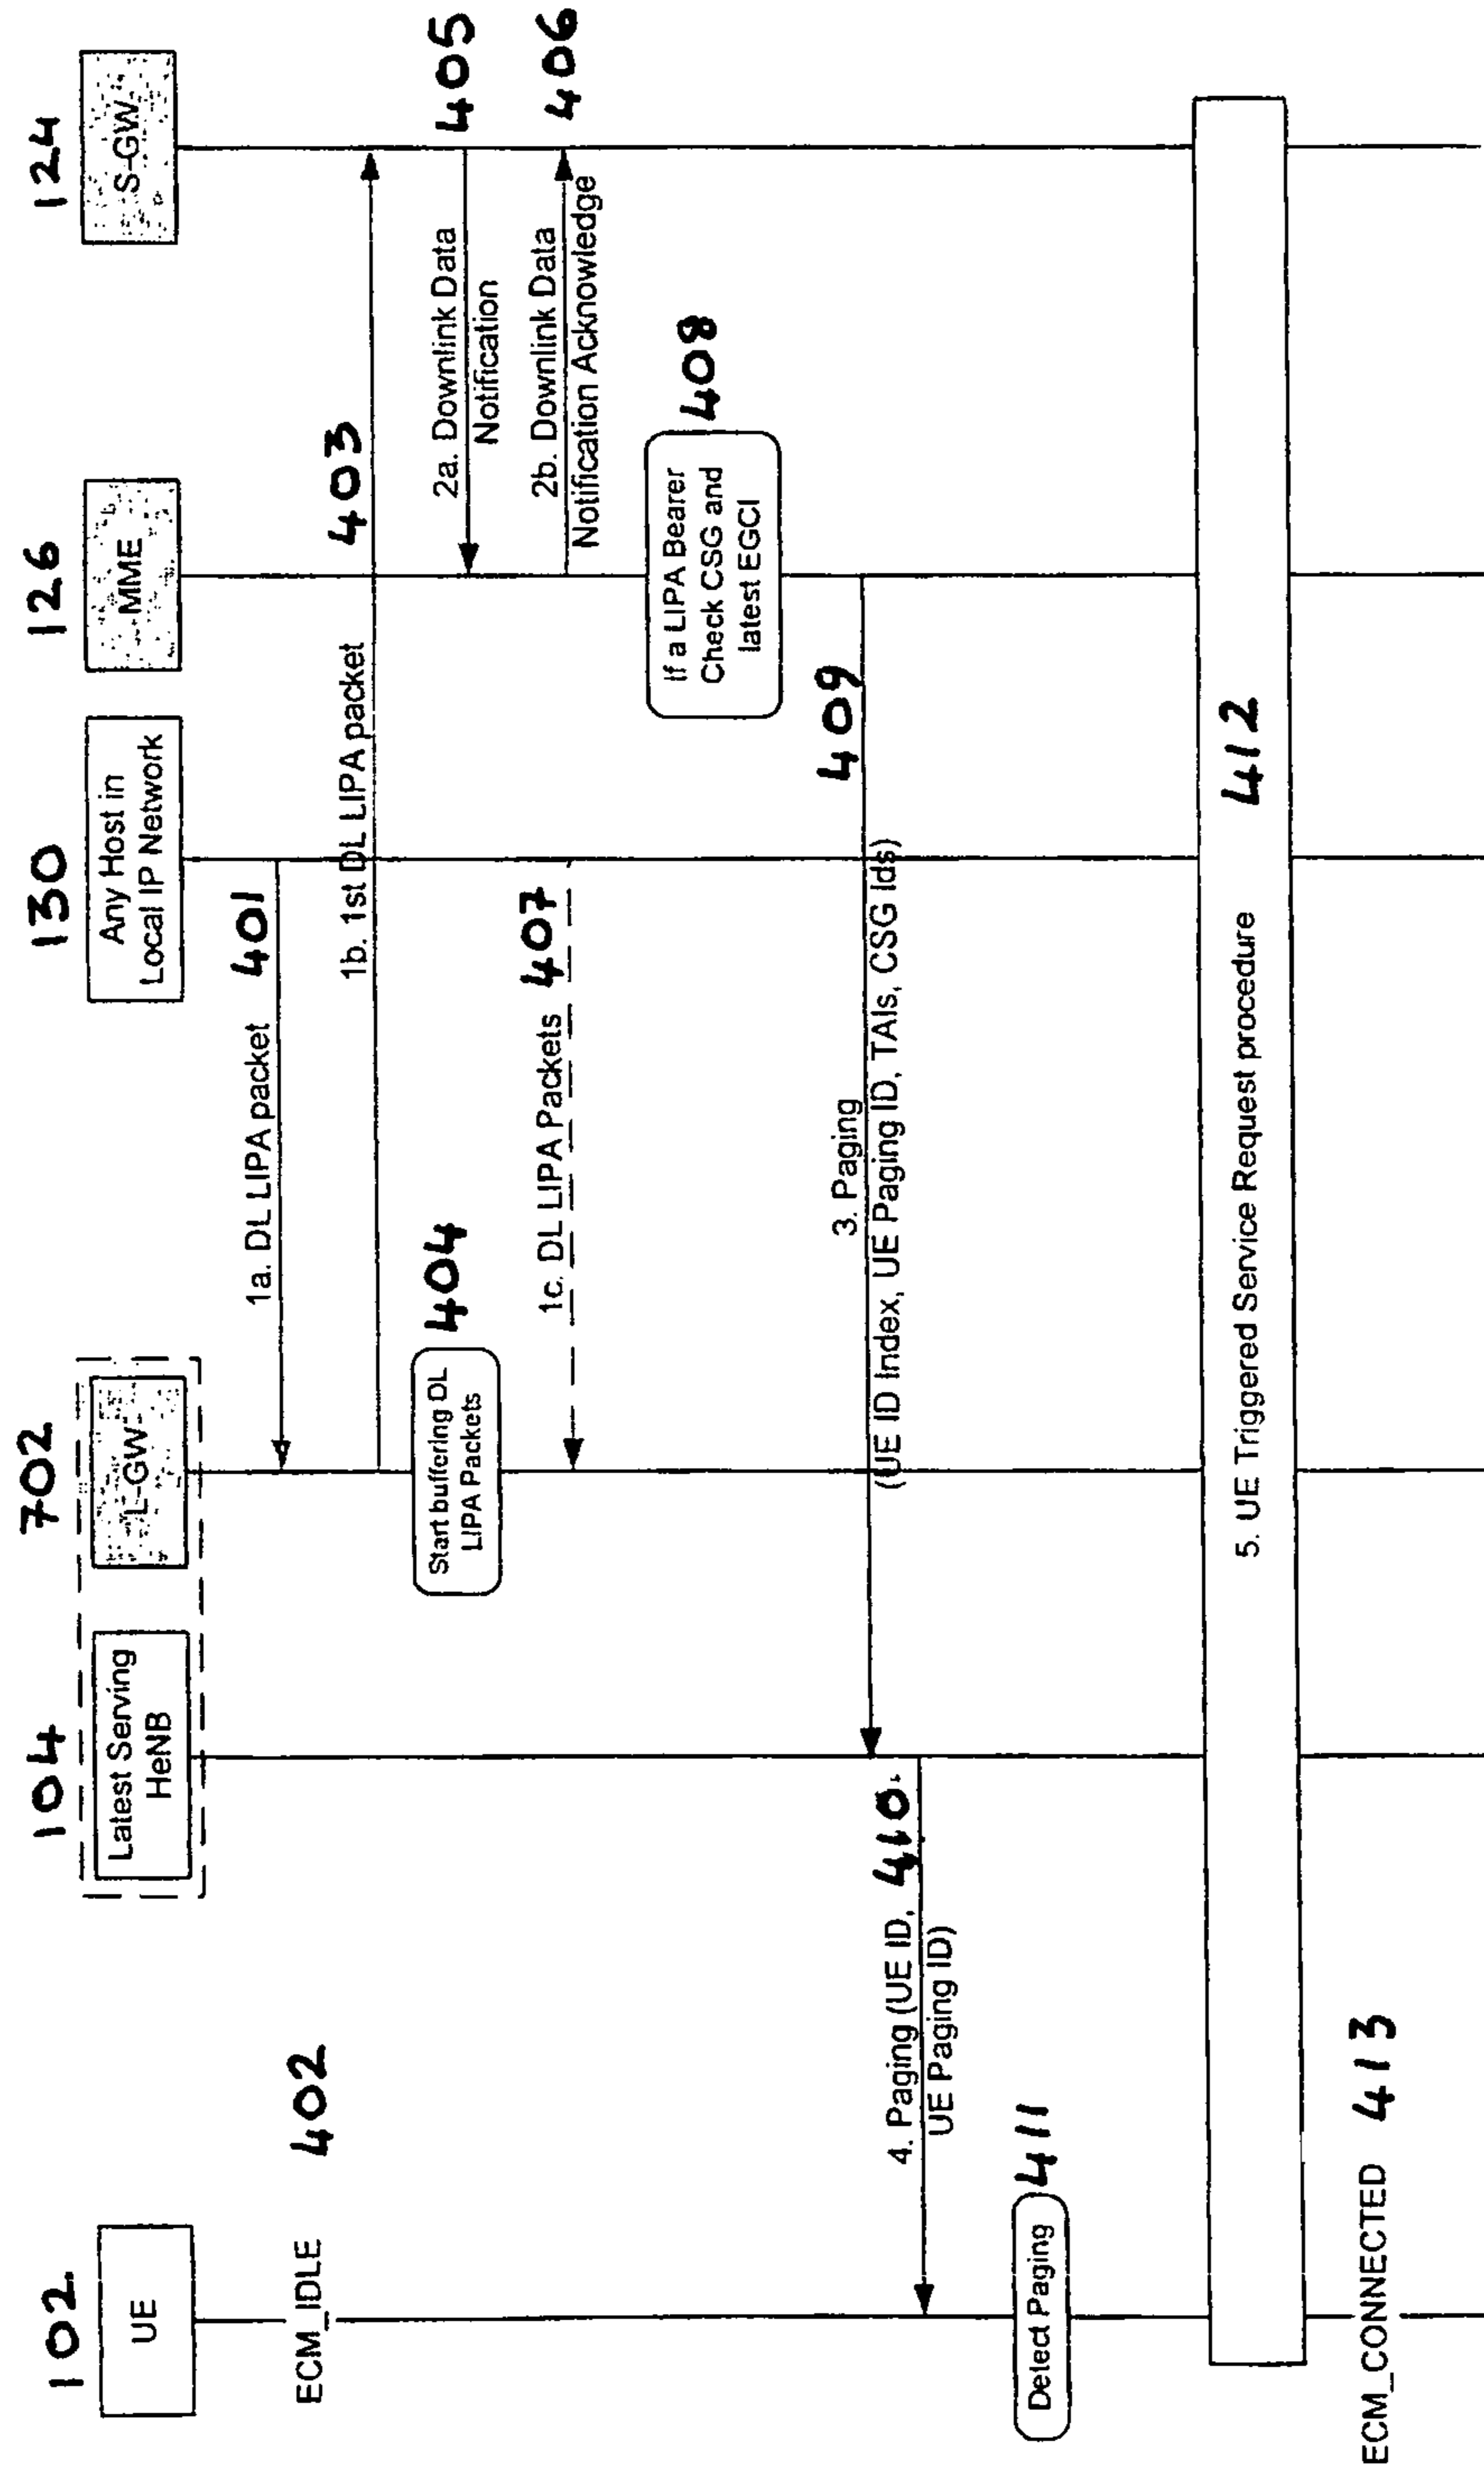 102
104
702
130
126
124
UE
Latest Serving
HeNB
L-GW
Any Host in
Local IP Network
MME
S-GW
ECM_IDLE
402
1a. DL LIPA packet
401
1b. 1st DL LIPA packet
403
Start buffering DL
LIPA Packets
404
2a. Downlink Data
Notification
405
1c. DL LIPA Packets
407
2b. Downlink Data
Notification Acknowledge
406
If a LIPA Bearer
Check CSG and
latest EGCI
408
3. Paging
409
(UE ID Index, UE Paging ID, TAIs, CSG Ids)
4. Paging (UE ID,
UE Paging ID)
410
Detect Paging
411
5. UE Triggered Service Request procedure
412
ECM_CONNECTED
413